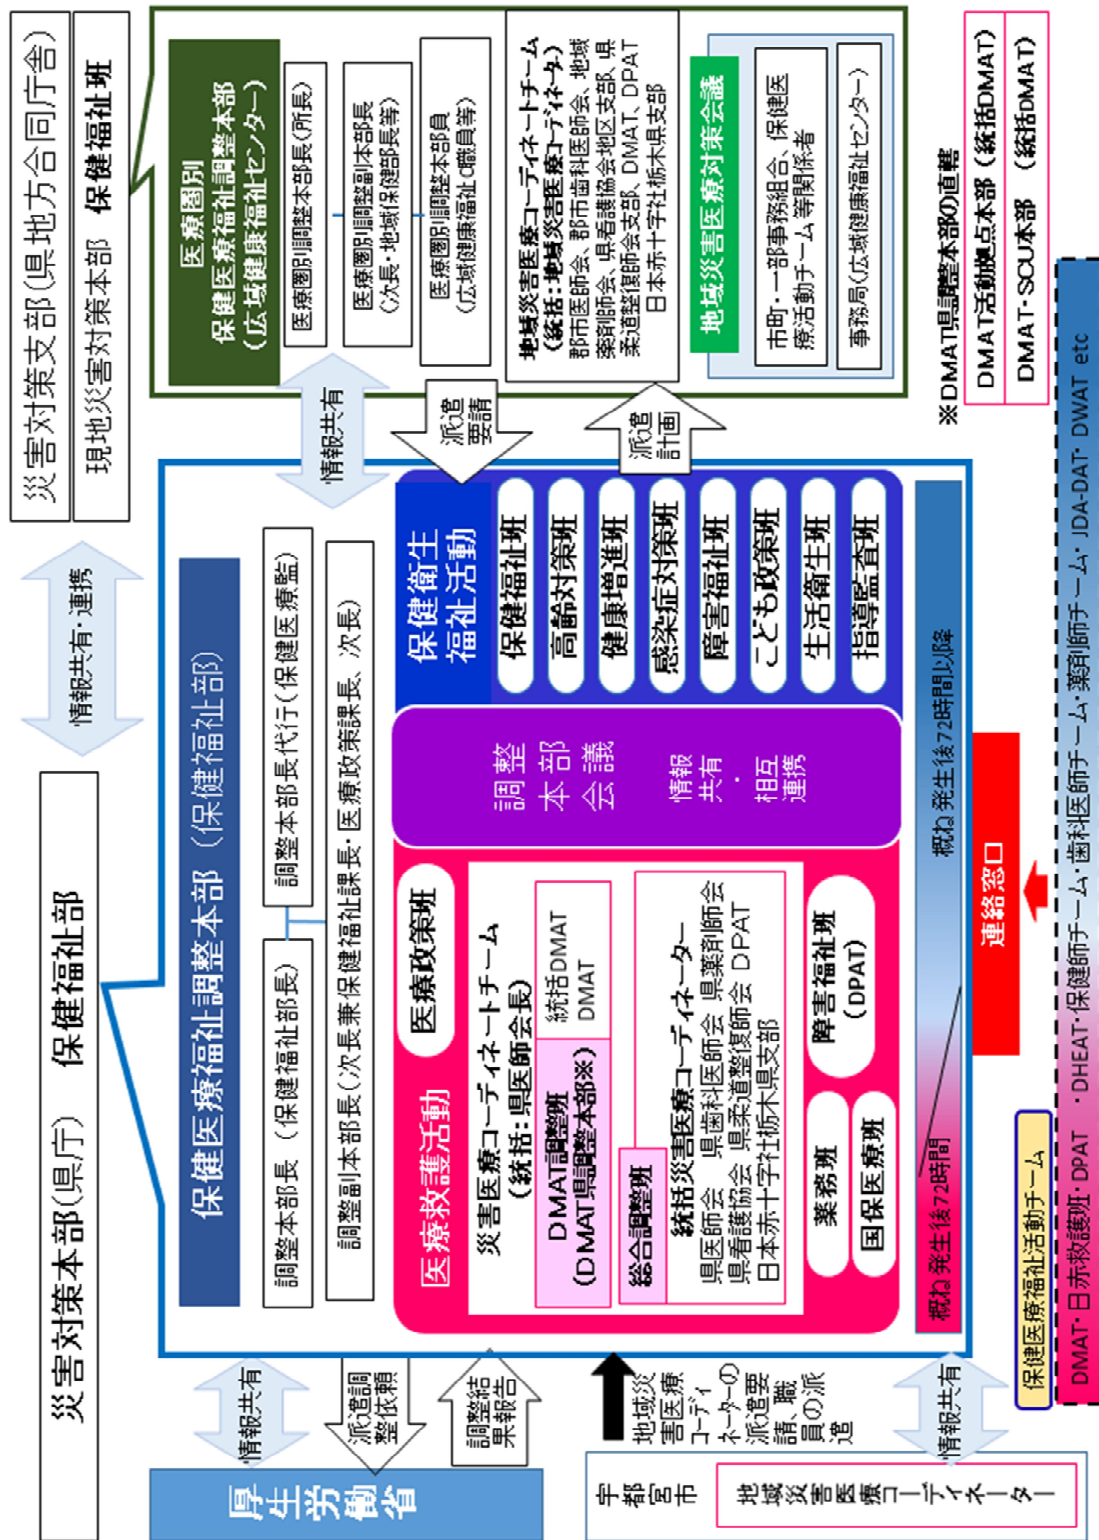 災害対策本部(県庁)　保健福祉部
情報共有・連携
災害対策支部(県地方合同庁舎)
現地災害対策本部　保健福祉班
厚生労働省
情報共有
派遣調
整依頼
調整結
果報告
宇都宮市
地域災害医療コーディネーター
地域災
害医療
コーディ
ネーターの
派遣要
請、職
員の派
遣
情報共有
保健医療福祉調整本部（保健福祉部）
調整本部長（保健福祉部長）
調整本部長代行(保健医療監)
調整副本部長(次長兼保健福祉課長・医療政策課長、次長)
医療救護活動
医療政策班
災害医療コーディネートチーム
(統括：県医師会長)
DMAT調整班
(DMAT県調整本部※)
統括DMAT
DMAT
総合調整班
統括災害医療コーディネーター
県医師会　県歯科医師会　県薬剤師会
県看護協会　県柔道整復師会　DPAT
日本赤十字社栃木県支部
薬務班
国保医療班
障害福祉班
(DPAT)
調整
本部
会議
情報
共有
・
相互
連携
保健衛生
福祉活動
保健福祉班
高齢対策班
健康増進班
感染症対策班
障害福祉班
こども政策班
生活衛生班
指導監査班
概ね発生後72時間
概ね発生後72時間以降
連絡窓口
情報共有
派遣
要請
派遣
計画
医療圏別
保健医療福祉調整本部
(広域健康福祉センター)
医療圏別調整本部長(所長)
医療圏別調整副本部長
(次長・地域保健部長等)
医療圏別調整本部員
(広域健康福祉C職員等)
地域災害医療コーディネートチーム
(統括：地域災害医療コーディネーター)
郡市医師会、郡市歯科医師会、地域
薬剤師会、県看護協会地区支部、県
柔道整復師会支部、DMAT、DPAT
日本赤十字社栃木県支部
地域災害医療対策会議
市町・一部事務組合、保健医
療活動チーム等関係者
事務局(広域健康福祉センター)
※DMAT県調整本部の直轄
DMAT活動拠点本部（統括DMAT）
DMAT・SCU本部　（統括DMAT）
保健医療福祉活動チーム
DMAT・日赤救護班・DPAT　・DHEAT・保健師チーム・歯科医師チーム・薬剤師チーム・JDA-DAT・DWAT etc